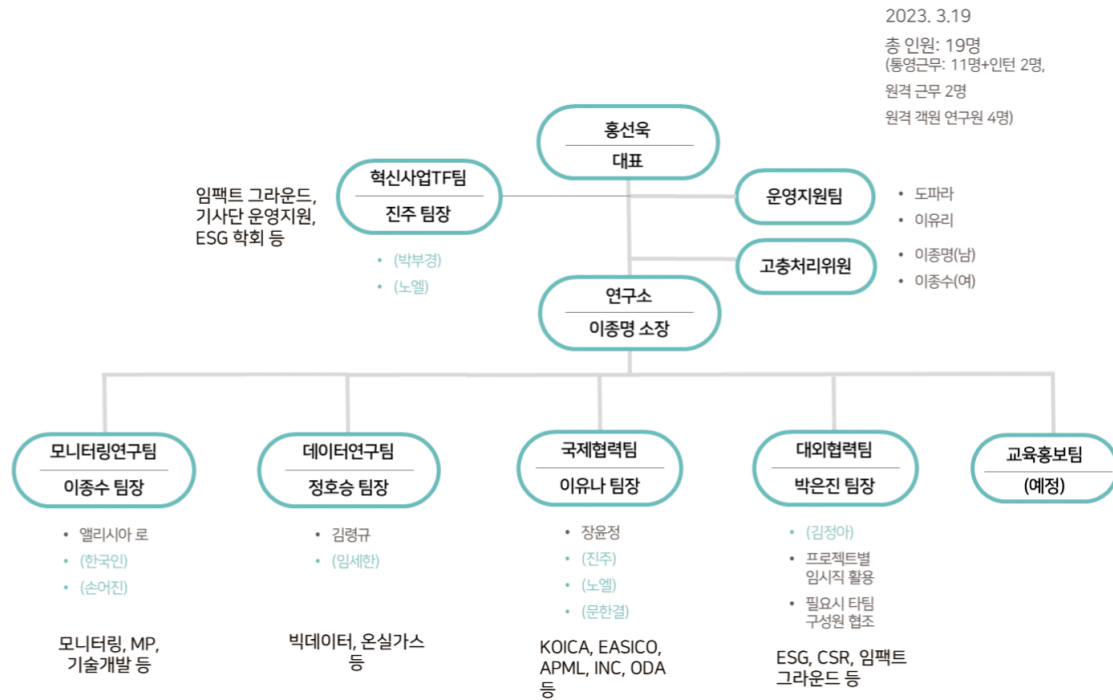 2023. 3.19
총 인원: 19명
(통영근무: 11명+인턴 2명,
원격 근무 2명
원격 객원 연구원 4명)
홍선욱
대표
혁신사업TF팀
진주 팀장
임팩트 그라운드,
기사단 운영지원,
ESG 학회 등
• (박부경)
• (노엘)
운영지원팀
• 도파라
• 이유리
고충처리위원
• 이종명(남)
• 이종수(여)
연구소
이종명 소장
모니터링연구팀
이종수 팀장
• 앨리시아 로
• (한국인)
• (손어진)
모니터링, MP,
기술개발 등
데이터연구팀
정호승 팀장
• 김령규
• (임세한)
빅데이터, 온실가스
등
국제협력팀
이유나 팀장
• 장윤정
• (진주)
• (노엘)
• (문한결)
KOICA, EASICO,
APML, INC, ODA
등
대외협력팀
박은진 팀장
• (김정아)
• 프로젝트별
임시직 활용
• 필요시 타팀
구성원 협조
ESG, CSR, 임팩트
그라운드 등
교육홍보팀
(예정)